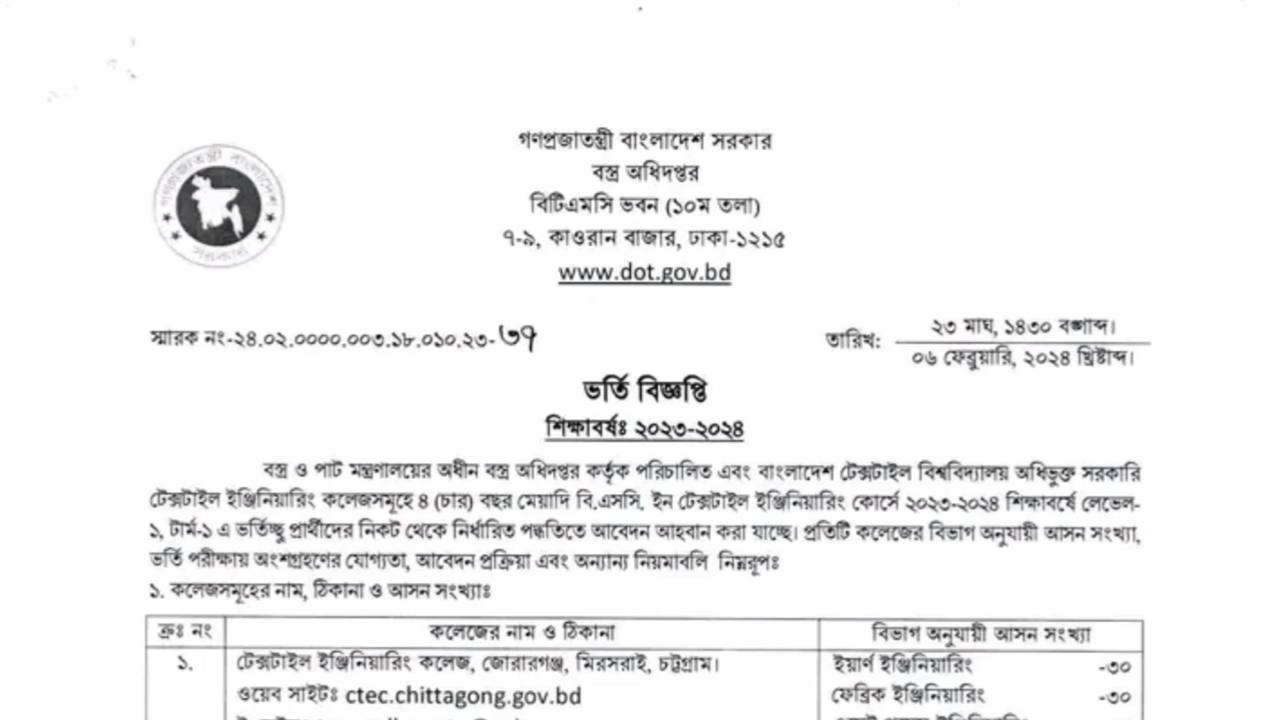 গণপ্রজাতন্ত্রী বাংলাদেশ সরকার
বস্ত্র অধিদপ্তর
বিটিএমসি ভবন (১০ম তলা)
৭-৯, কাওরান বাজার, ঢাকা-১২১৫
www.dot.gov.bd
গণপ্রজাতন্ত্রী বাংলাদেশ
সরকার
স্মারক নং-২৪.০২.০০০০.০০৩.১৮.০১০.২৩-৩৭
তারিখ: ২৩ মাঘ, ১৪৩০ বঙ্গাব্দ।
০৬ ফেব্রুয়ারি, ২০২৪ খ্রিষ্টাব্দ।
ভর্তি বিজ্ঞপ্তি
শিক্ষাবর্ষঃ ২০২৩-২০২৪
বস্ত্র ও পাট মন্ত্রণালয়ের অধীন বস্ত্র অধিদপ্তর কর্তৃক পরিচালিত এবং বাংলাদেশ টেক্সটাইল বিশ্ববিদ্যালয় অধিভুক্ত সরকারি
টেক্সটাইল ইঞ্জিনিয়ারিং কলেজসমূহে ৪ (চার) বছর মেয়াদি বি.এসসি. ইন টেক্সটাইল ইঞ্জিনিয়ারিং কোর্সে ২০২৩-২০২৪ শিক্ষাবর্ষে লেভেল-
১, টার্ম-১ এ ভর্তিচ্ছু প্রার্থীদের নিকট থেকে নির্ধারিত পদ্ধতিতে আবেদন আহবান করা যাচ্ছে। প্রতিটি কলেজের বিভাগ অনুযায়ী আসন সংখ্যা,
ভর্তি পরীক্ষায় অংশগ্রহণের যোগ্যতা, আবেদন প্রক্রিয়া এবং অন্যান্য নিয়মাবলি নিম্নরূপঃ
১. কলেজসমূহের নাম, ঠিকানা ও আসন সংখ্যাঃ
ক্রঃ নং কলেজের নাম ও ঠিকানা বিভাগ অনুযায়ী আসন সংখ্যা
১. টেক্সটাইল ইঞ্জিনিয়ারিং কলেজ, জোরারগঞ্জ, মিরসরাই, চট্টগ্রাম। ইয়ার্ণ ইঞ্জিনিয়ারিং -৩০
ওয়েব সাইটঃ ctec.chittagong.gov.bd ফেব্রিক ইঞ্জিনিয়ারিং -৩০